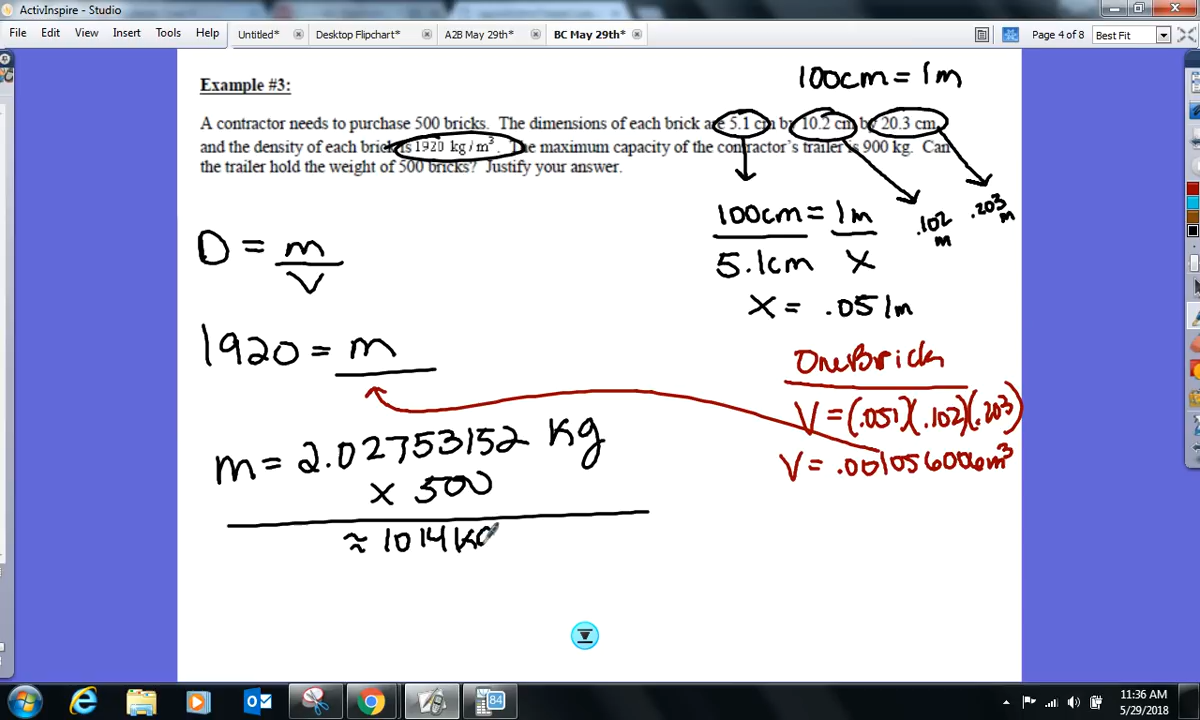 ActivInspire - Studio
File Edit View Insert Tools Help
Untitled* Desktop Flipchart* A2B May 29th* BC May 29th*
Page 4 of 8 Best Fit
Example #3:
100cm = 1m
A contractor needs to purchase 500 bricks. The dimensions of each brick are 5.1 cm by 10.2 cm by 20.3 cm,
and the density of each brick is 1920 kg/m³. The maximum capacity of the contractor's trailer is 900 kg. Can
the trailer hold the weight of 500 bricks? Justify your answer.
100cm = 1m
5.1cm X
X = .051m
.102 m
.203 m
D = m
V
1920 = m
One Brick
V = (.051)(.102)(.203)
V = .001056006m³
m = 2.02753152 kg
x 500
≈ 1014 kg
84
11:36 AM
5/29/2018